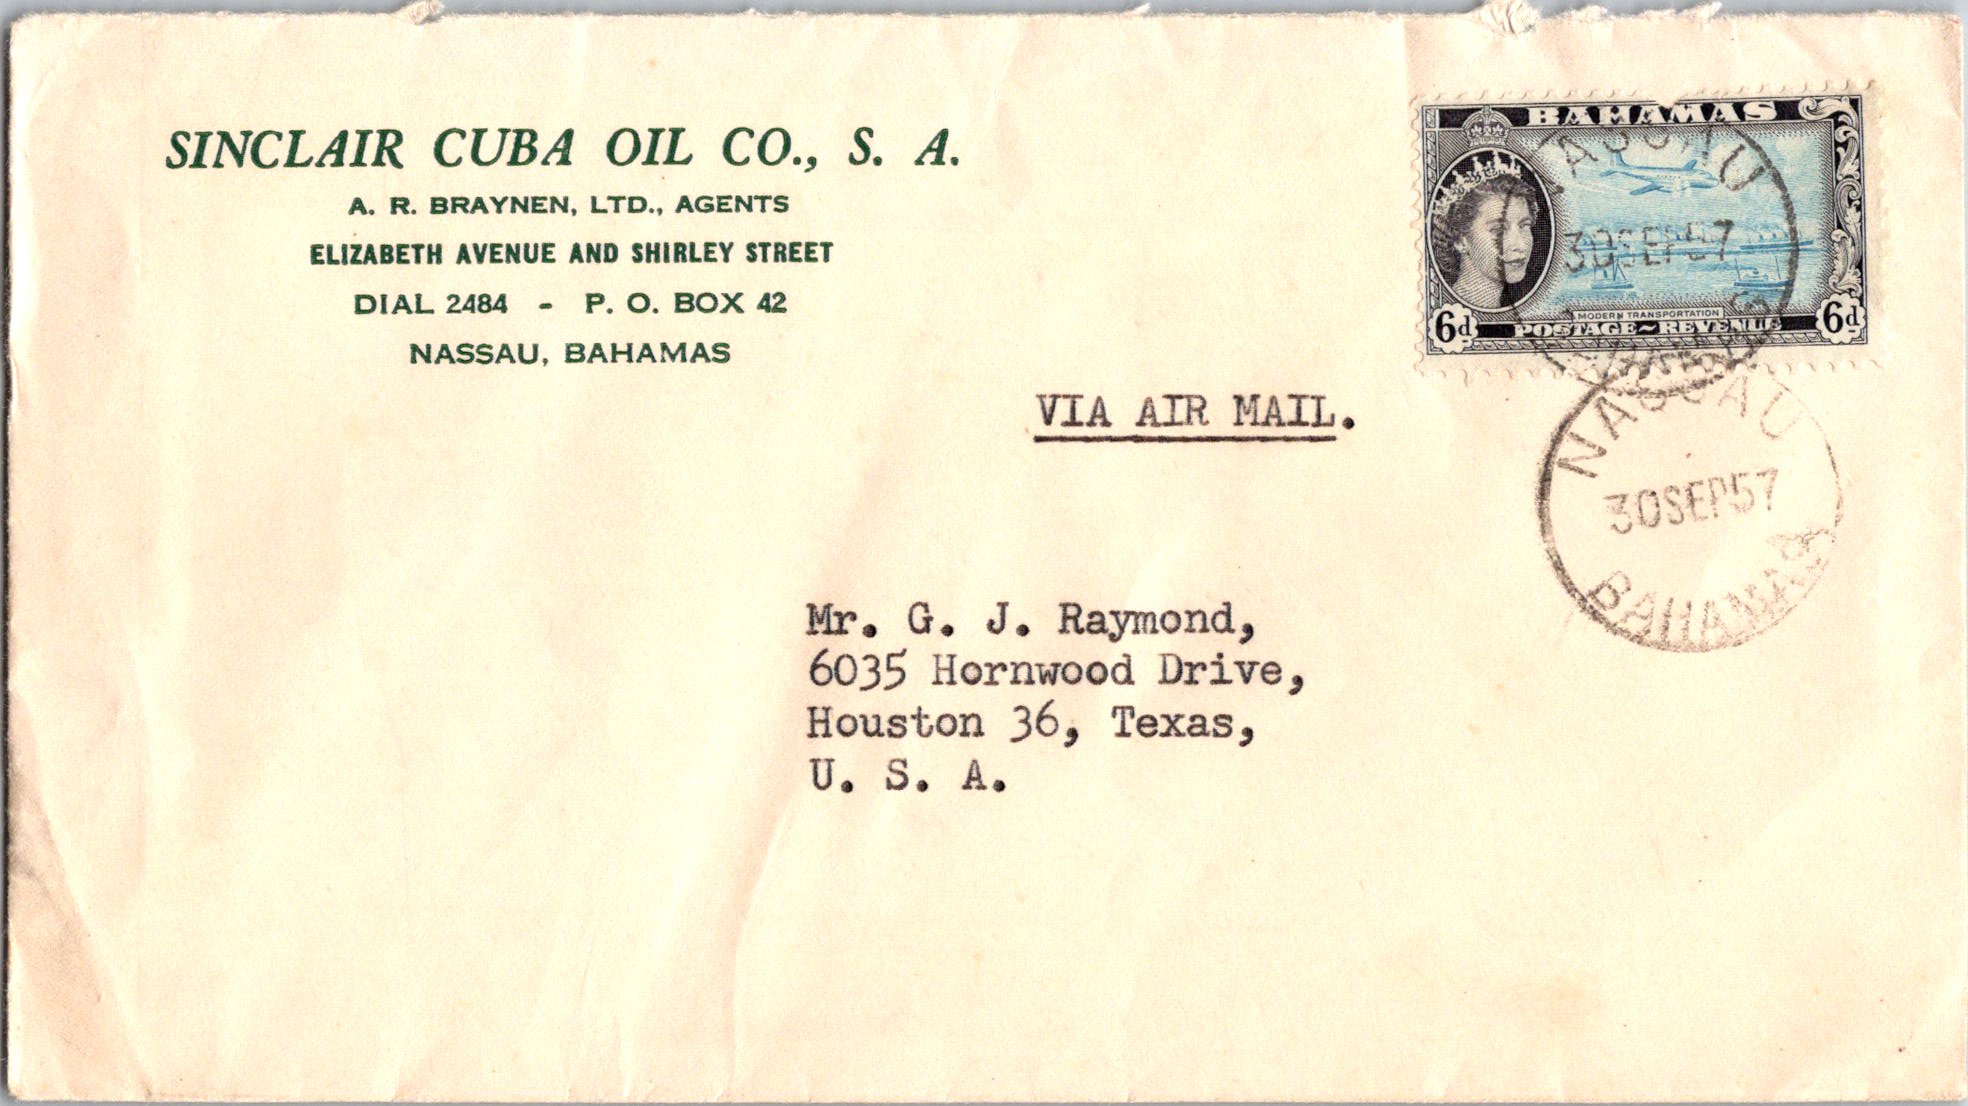 SINCLAIR CUBA OIL CO., S. A.
A. R. BRAYNEN, LTD., AGENTS
ELIZABETH AVENUE AND SHIRLEY STREET
DIAL 2484 - P. O. BOX 42
NASSAU, BAHAMAS
BAHAMAS
NASSAU
30SEP57
MODERN TRANSPORTATION
6d POSTAGE~REVENUE 6d
VIA AIR MAIL.
NASSAU
30SEP57
BAHAMAS
Mr. G. J. Raymond,
6035 Hornwood Drive,
Houston 36, Texas,
U. S. A.